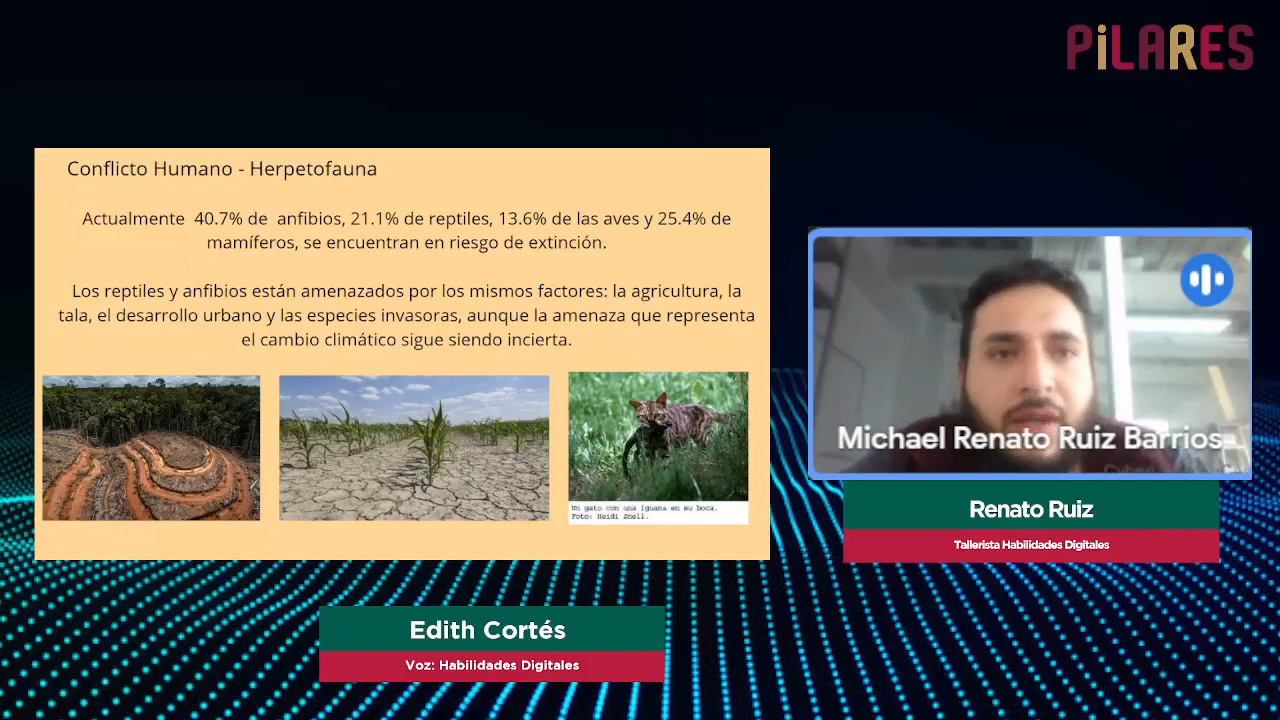 PiLARES
Conflicto Humano - Herpetofauna
Actualmente 40.7% de anfibios, 21.1% de reptiles, 13.6% de las aves y 25.4% de
mamíferos, se encuentran en riesgo de extinción.
Los reptiles y anfibios están amenazados por los mismos factores: la agricultura, la
tala, el desarrollo urbano y las especies invasoras, aunque la amenaza que representa
el cambio climático sigue siendo incierta.
Un gato con una iguana en su boca.
Foto: Heidi Snell.
Michael Renato Ruiz Barrios
Renato Ruiz
Tallerista Habilidades Digitales
Edith Cortés
Voz: Habilidades Digitales